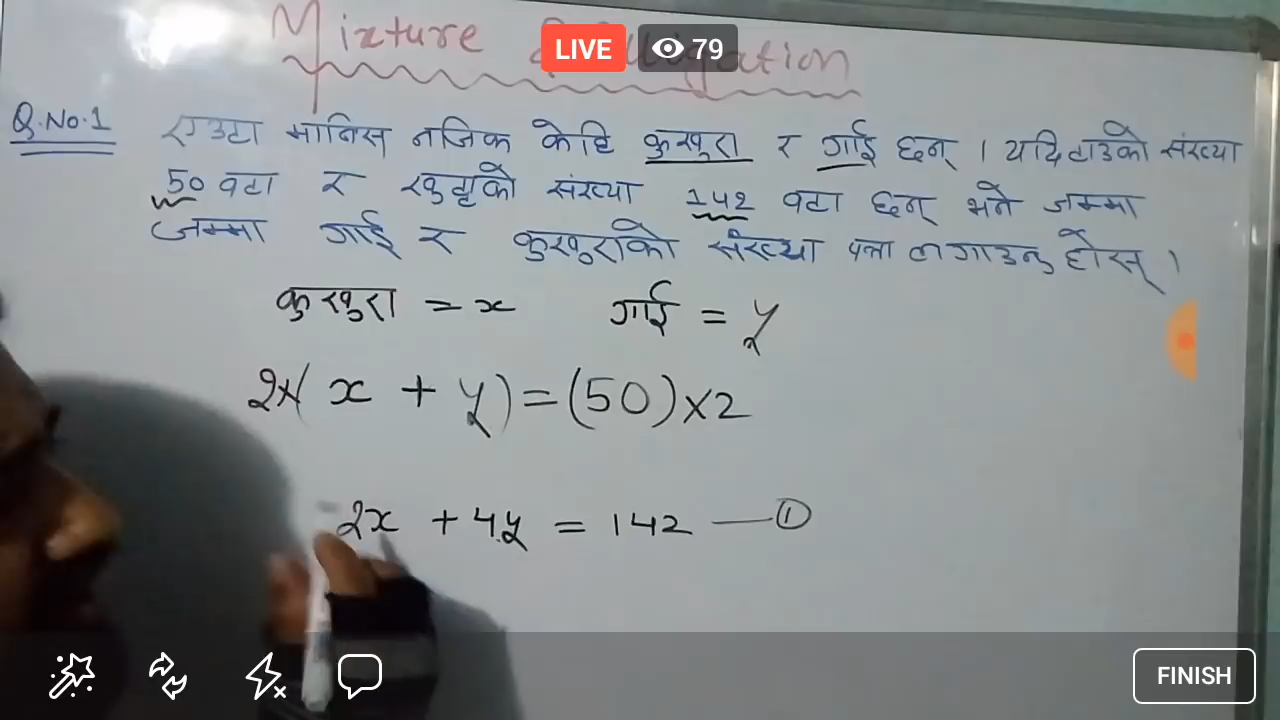 Mixture
LIVE 79
Q.No.1 एउटा मानिस नजिक केहि कुखुरा र गाई छन् । यदि टाउको संख्या
50 वटा र खुट्टाको संख्या 142 वटा छन् भने जम्मा
जम्मा गाई र कुखुराको संख्या पत्ता लगाउनु होस् ।
कुखुरा = x गाई = y
2×( x + y) = (50)×2
2x + 4y = 142 — ①
FINISH